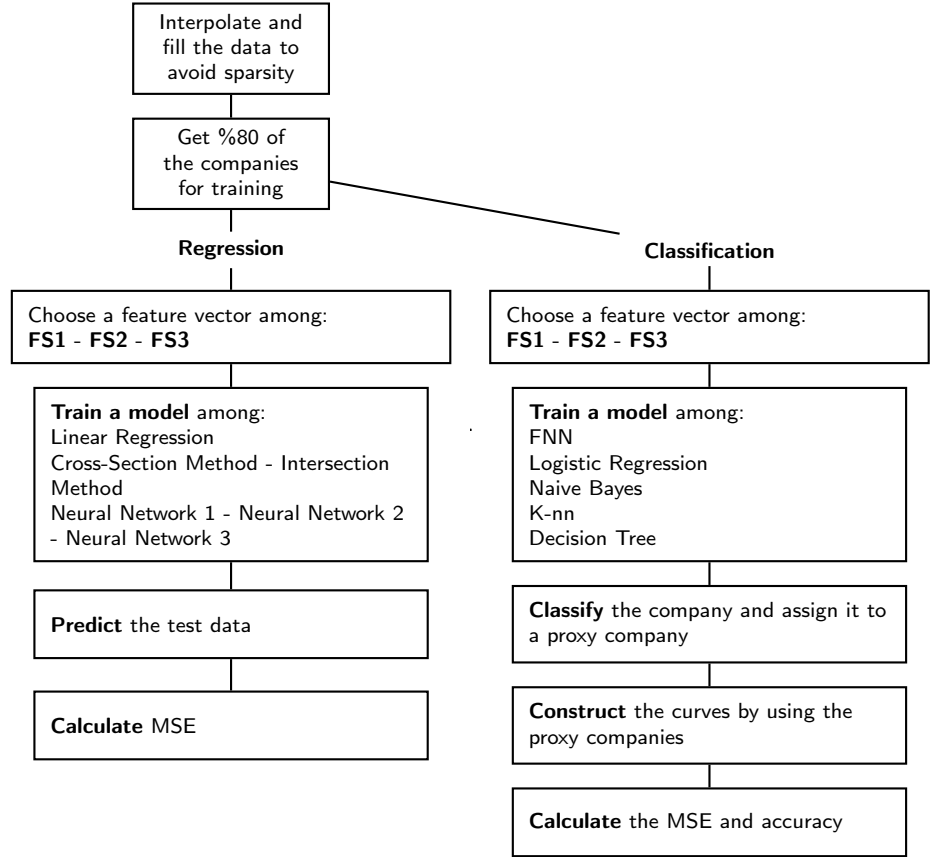 Interpolate and
fill the data to
avoid sparsity
Get %80 of
the companies
for training
Regression
Choose a feature vector among:
FS1 - FS2 - FS3
Train a model among:
Linear Regression
Cross-Section Method - Intersection
Method
Neural Network 1 - Neural Network 2
- Neural Network 3
Predict the test data
Calculate MSE
Classification
Choose a feature vector among:
FS1 - FS2 - FS3
Train a model among:
FNN
Logistic Regression
Naive Bayes
K-nn
Decision Tree
Classify the company and assign it to
a proxy company
Construct the curves by using the
proxy companies
Calculate the MSE and accuracy